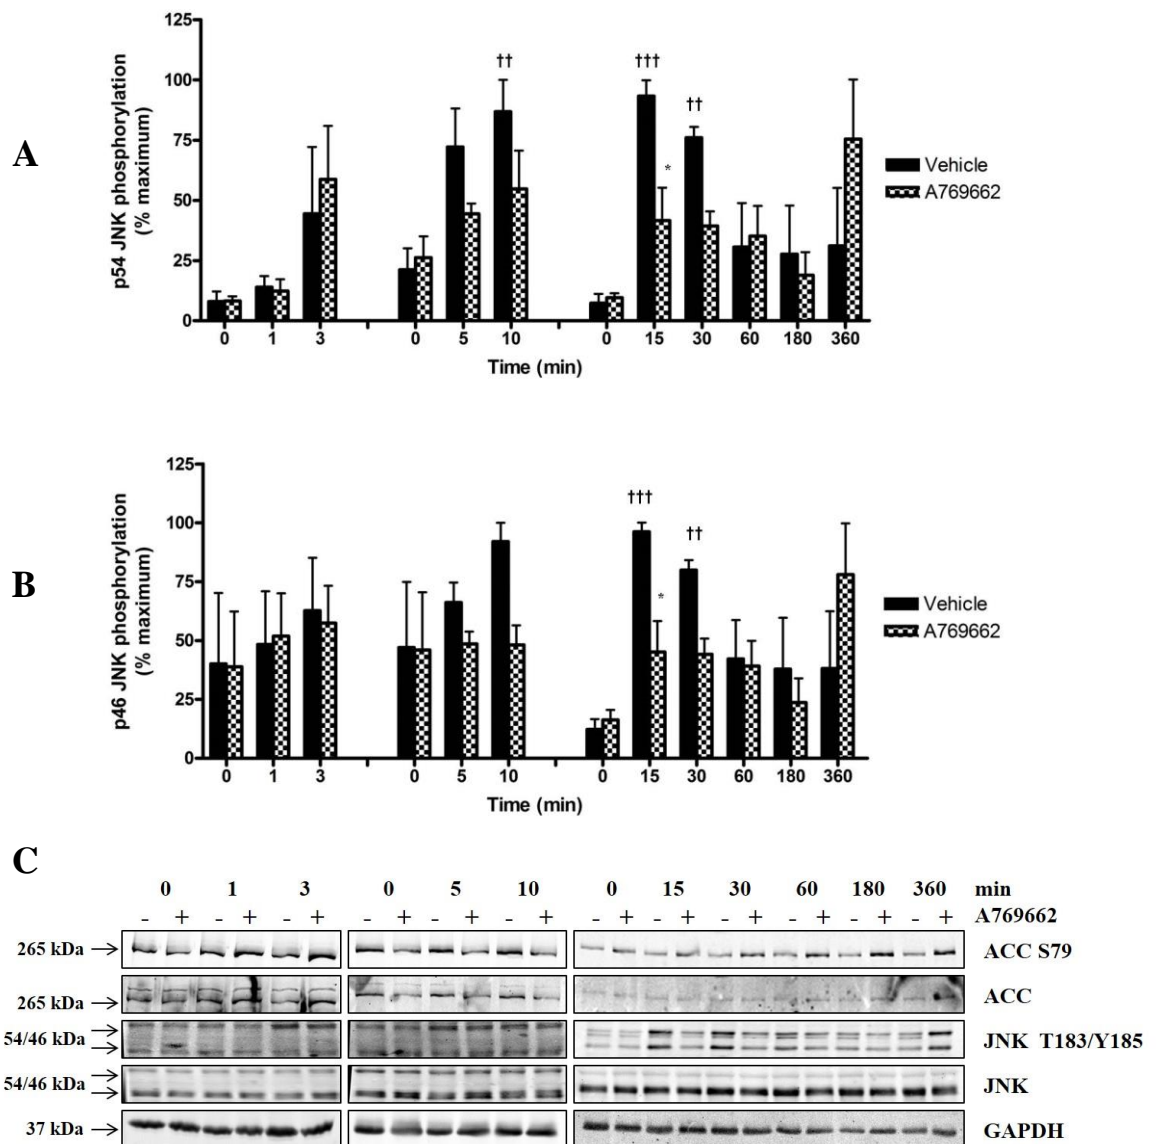 A
p54 JNK phosphorylation
(% maximum)
125
100
75
50
25
0
†† ††† †† *
0 1 3 0 5 10 0 15 30 60 180 360
Time (min)
Vehicle
A769662
B
p46 JNK phosphorylation
(% maximum)
125
100
75
50
25
0
††† †† *
0 1 3 0 5 10 0 15 30 60 180 360
Time (min)
Vehicle
A769662
C
0 1 3 0 5 10 0 15 30 60 180 360 min
- + - + - + - + - + - + - + - + - + - + - + - + A769662
265 kDa → ACC S79
265 kDa → ACC
54/46 kDa → JNK T183/Y185
54/46 kDa → JNK
37 kDa → GAPDH